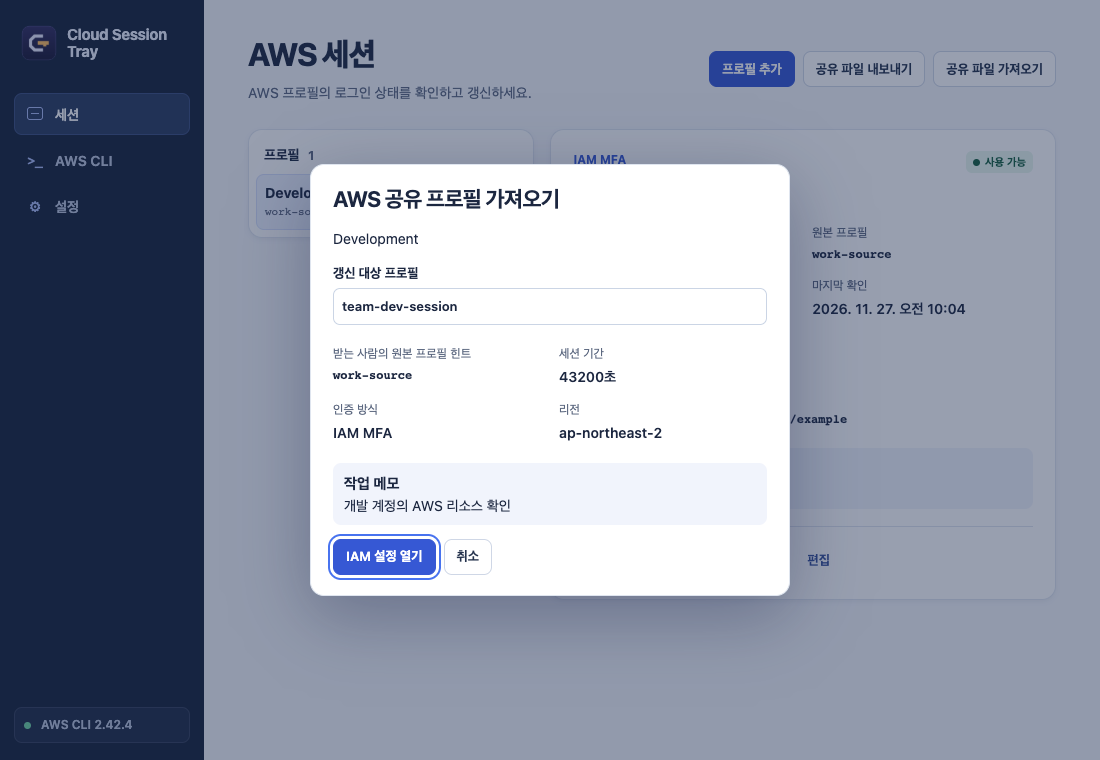 Cloud Session
Tray
세션
>_ AWS CLI
설정
AWS CLI 2.42.4
AWS 세션
AWS 프로필의 로그인 상태를 확인하고 갱신하세요.
프로필 추가
공유 파일 내보내기
공유 파일 가져오기
프로필 1
IAM MFA
사용 가능
원본 프로필
work-source
마지막 확인
2026. 11. 27. 오전 10:04
/example
편집
AWS 공유 프로필 가져오기
Development
갱신 대상 프로필
team-dev-session
받는 사람의 원본 프로필 힌트
work-source
세션 기간
43200초
인증 방식
IAM MFA
리전
ap-northeast-2
작업 메모
개발 계정의 AWS 리소스 확인
IAM 설정 열기
취소